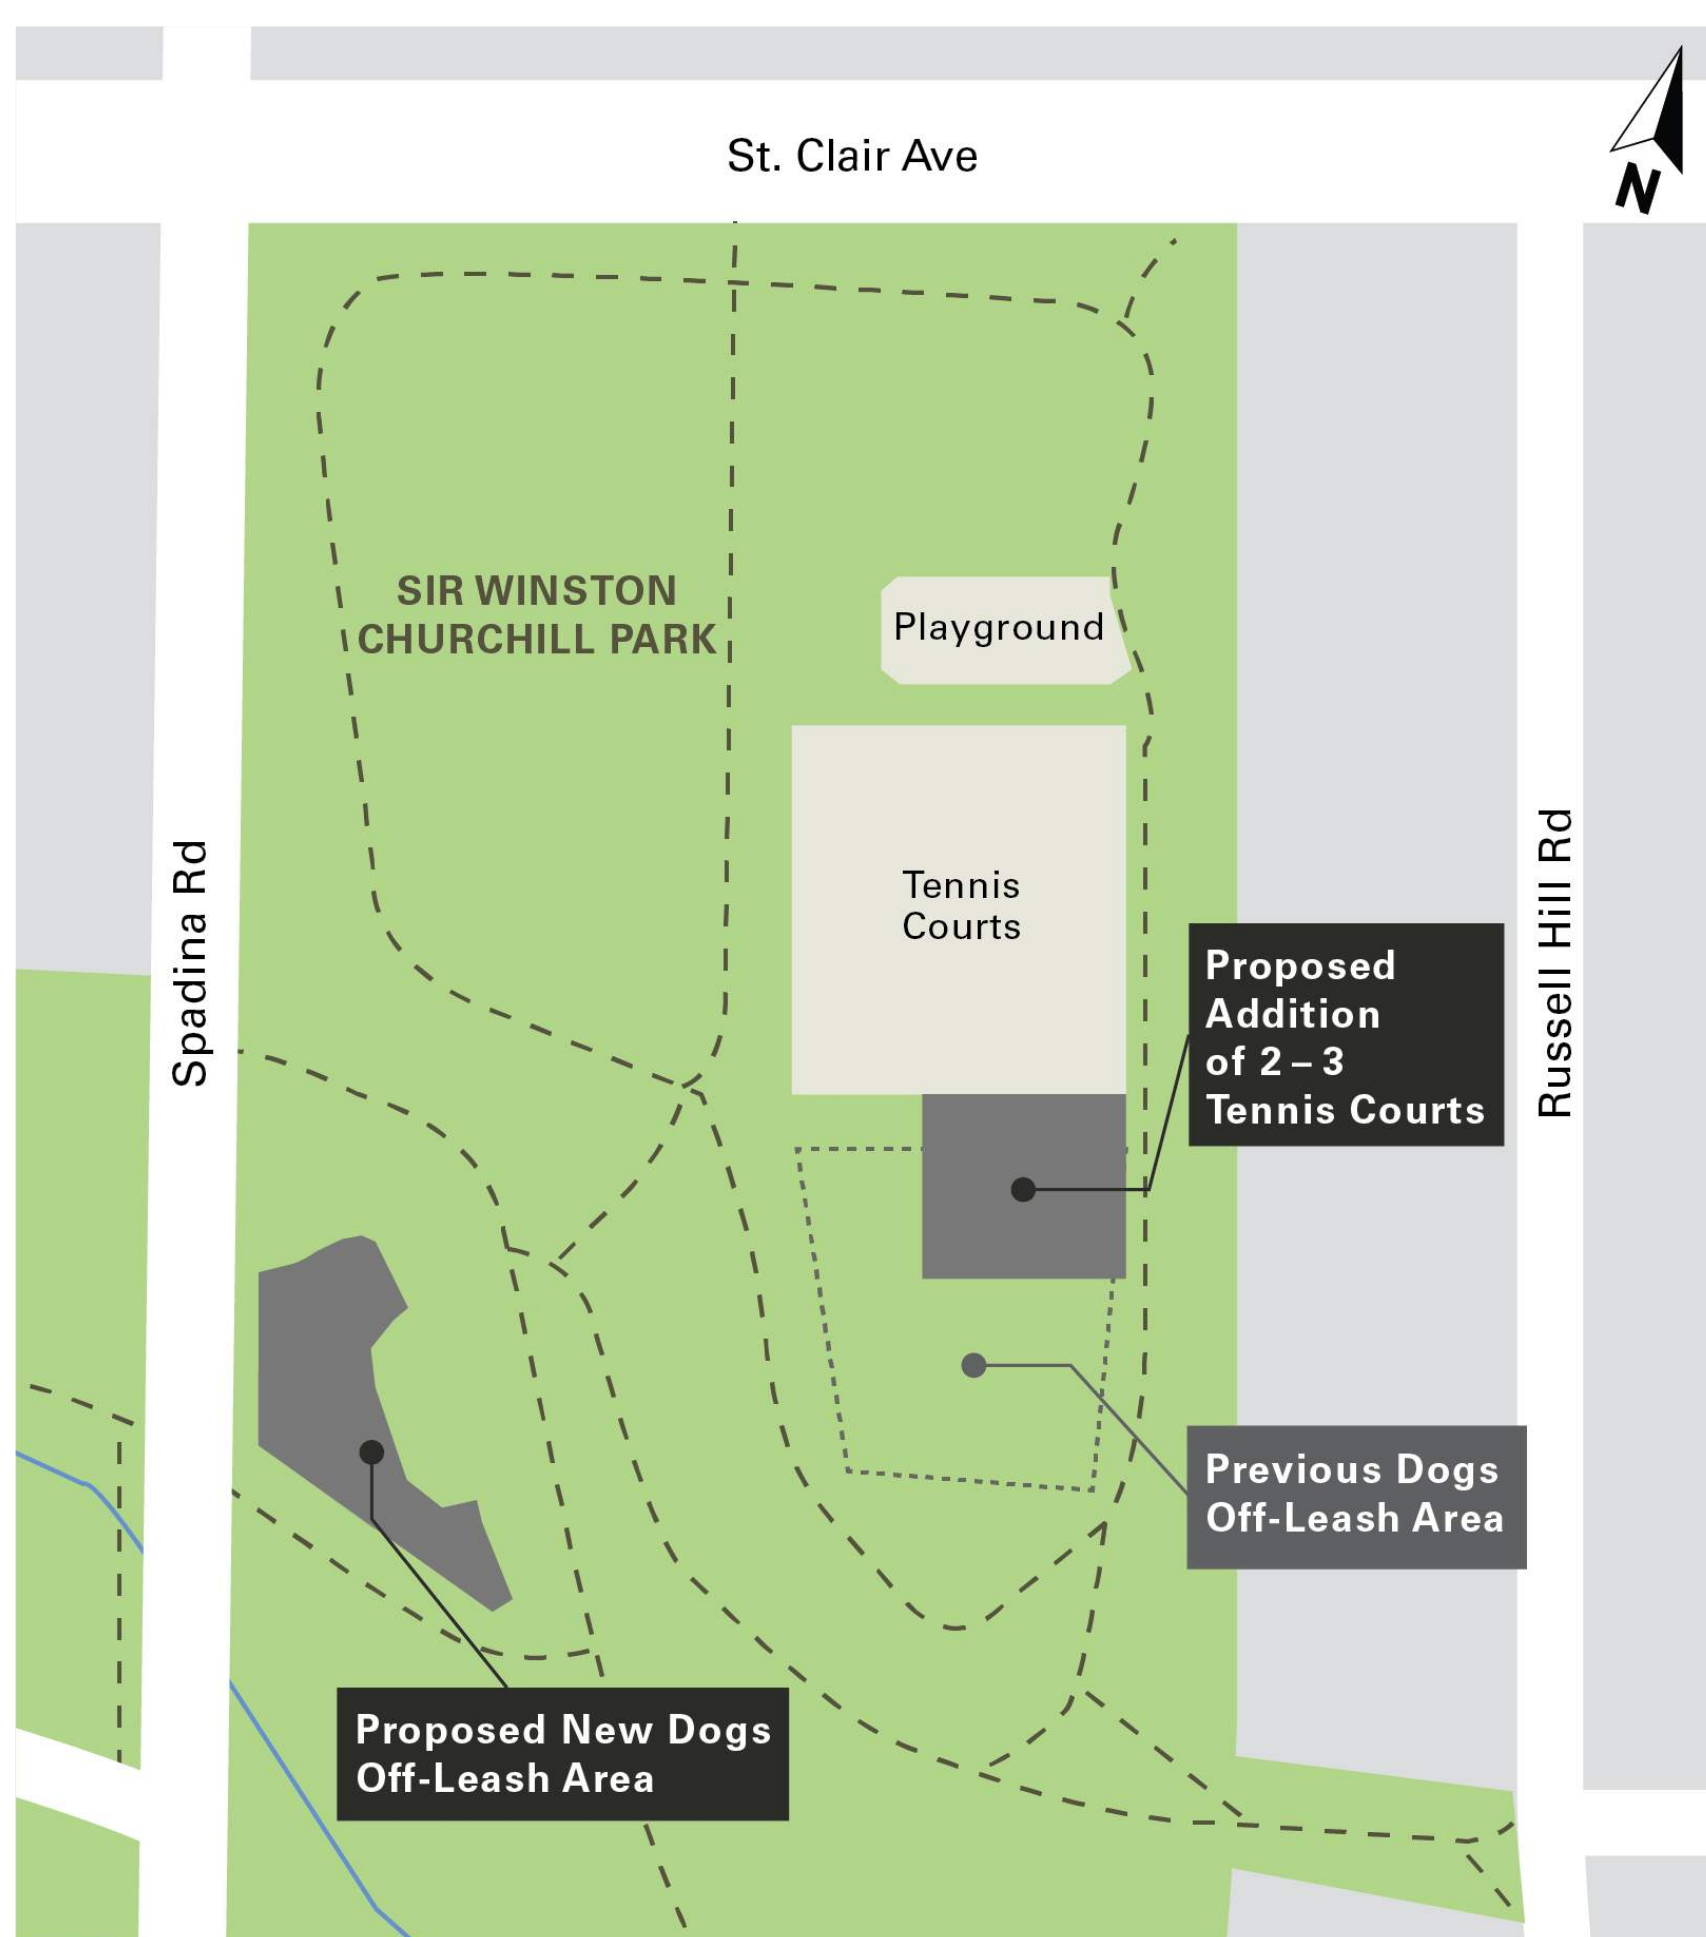 St. Clair Ave
N
SIR WINSTON
CHURCHILL PARK
Playground
Tennis
Courts
Spadina Rd
Russell Hill Rd
Proposed
Addition
of 2 – 3
Tennis Courts
Previous Dogs
Off-Leash Area
Proposed New Dogs
Off-Leash Area